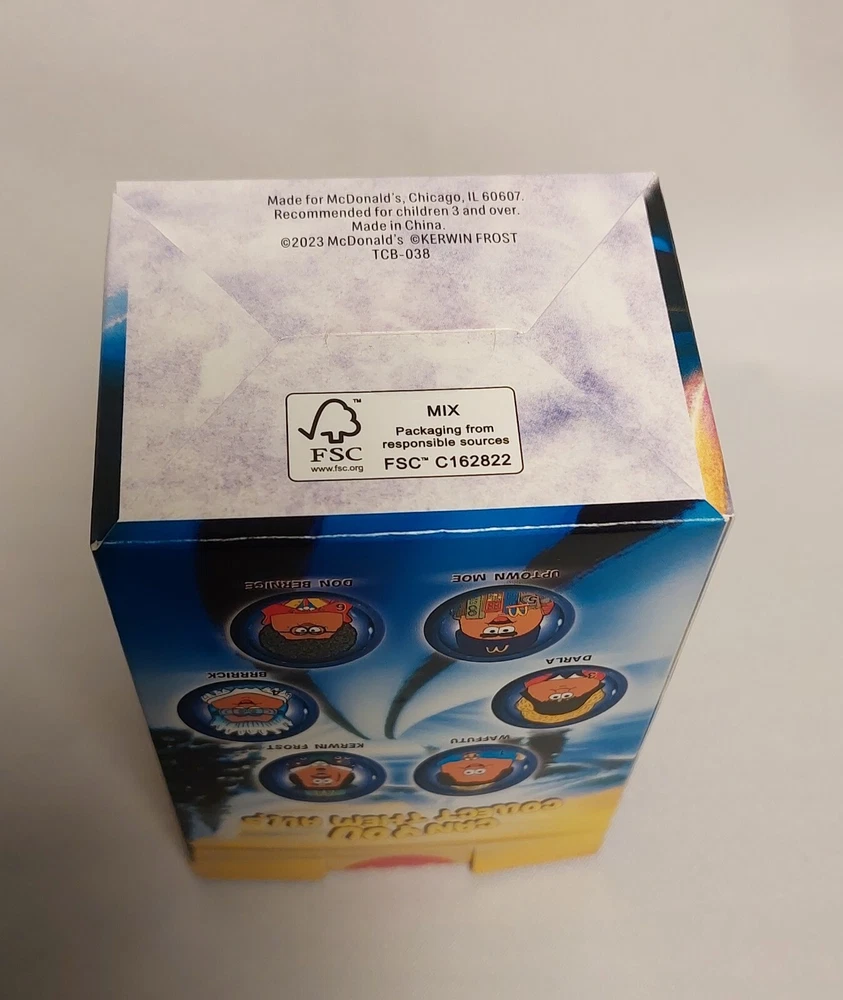 Made for McDonald's, Chicago, IL 60607.
Recommended for children 3 and over.
Made in China.
©2023 McDonald's ©KERWIN FROST
TCB-038
FSC™
www.fsc.org
MIX
Packaging from
responsible sources
FSC™ C162822
CAN YOU
COLLECT THEM ALL?
WAFFUTU
KERWIN FROST
DARLA
BRRRICK
UPTOWN MOE
DON BERNICE